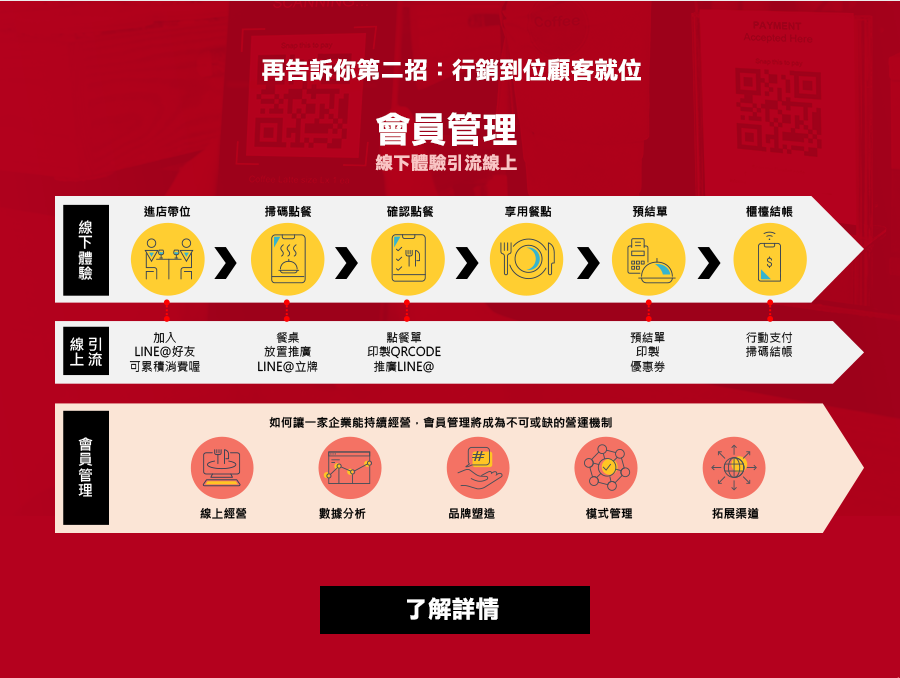 SCANNING...
PAYMENT
再告訴你第二招：行銷到位顧客就位
會員管理
線下體驗引流線上
線下體驗
進店帶位
掃碼點餐
確認點餐
享用餐點
預結單
櫃檯結帳
$
引流線上
加入
LINE@好友
可累積消費喔
餐桌
放置推廣
LINE@立牌
點餐單
印製QRCODE
推廣LINE@
預結單
印製
優惠券
行動支付
掃碼結帳
會員管理
如何讓一家企業能持續經營，會員管理將成為不可或缺的營運機制
#
線上經營
數據分析
品牌塑造
模式管理
拓展渠道
了解詳情